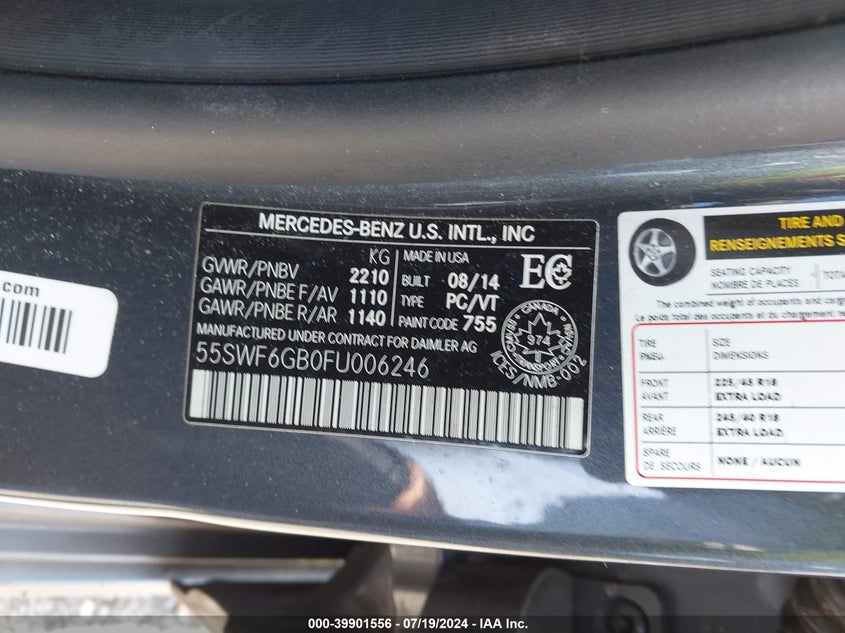 MERCEDES-BENZ U.S. INTL., INC
KG
GVWR/PNBV 2210
GAWR/PNBE F/AV 1110
GAWR/PNBE R/AR 1140
MADE IN USA
BUILT 08/14
TYPE PC/VT
PAINT CODE 755
EC
MANUFACTURED UNDER CONTRACT FOR DAIMLER AG
55SWF6GB0FU006246
CANADA
974
ICES/NMB-002
.com
TIRE AND
RENSEIGNEMENTS S
SEATING CAPACITY
NOMBRE DE PLACES
TOTA
The combined weight of occupants and carg
Le poids total des occupants et du chargement
TIRE
PNEU
SIZE
DIMENSIONS
FRONT
AVANT
225/45 R18
EXTRA LOAD
REAR
ARRIÈRE
245/40 R18
EXTRA LOAD
SPARE
DE SECOURS
NONE / AUCUN
000-39901556 - 07/19/2024 - IAA Inc.